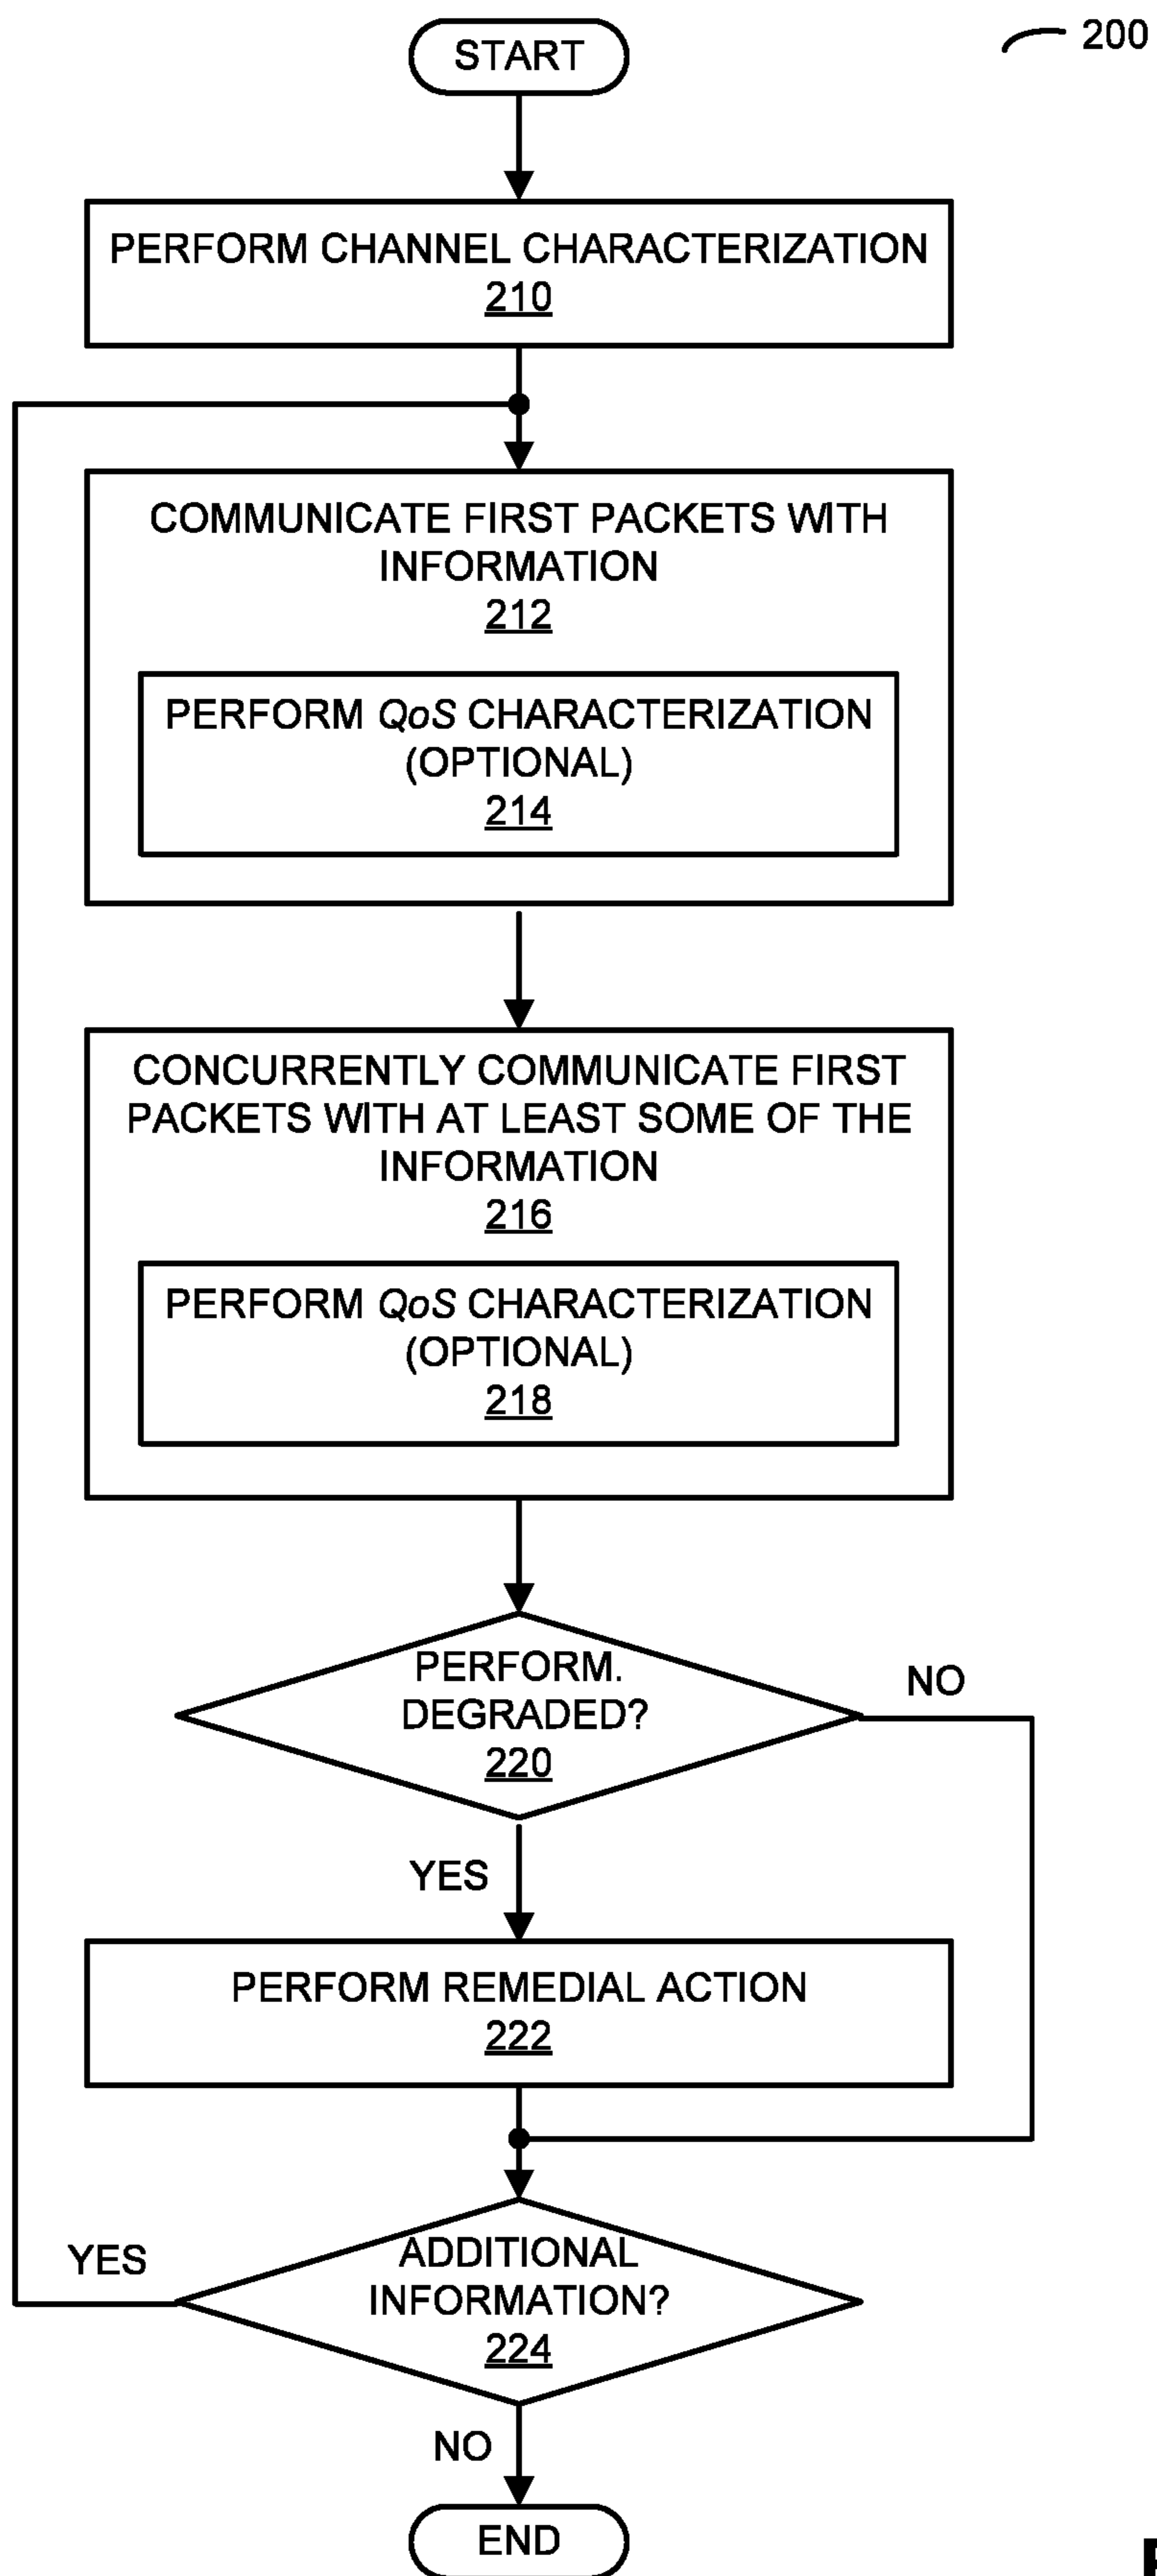 START
200
PERFORM CHANNEL CHARACTERIZATION
210
COMMUNICATE FIRST PACKETS WITH
INFORMATION
212
PERFORM QoS CHARACTERIZATION
(OPTIONAL)
214
CONCURRENTLY COMMUNICATE FIRST
PACKETS WITH AT LEAST SOME OF THE
INFORMATION
216
PERFORM QoS CHARACTERIZATION
(OPTIONAL)
218
PERFORM.
DEGRADED?
220
NO
YES
PERFORM REMEDIAL ACTION
222
ADDITIONAL
INFORMATION?
224
YES
NO
END